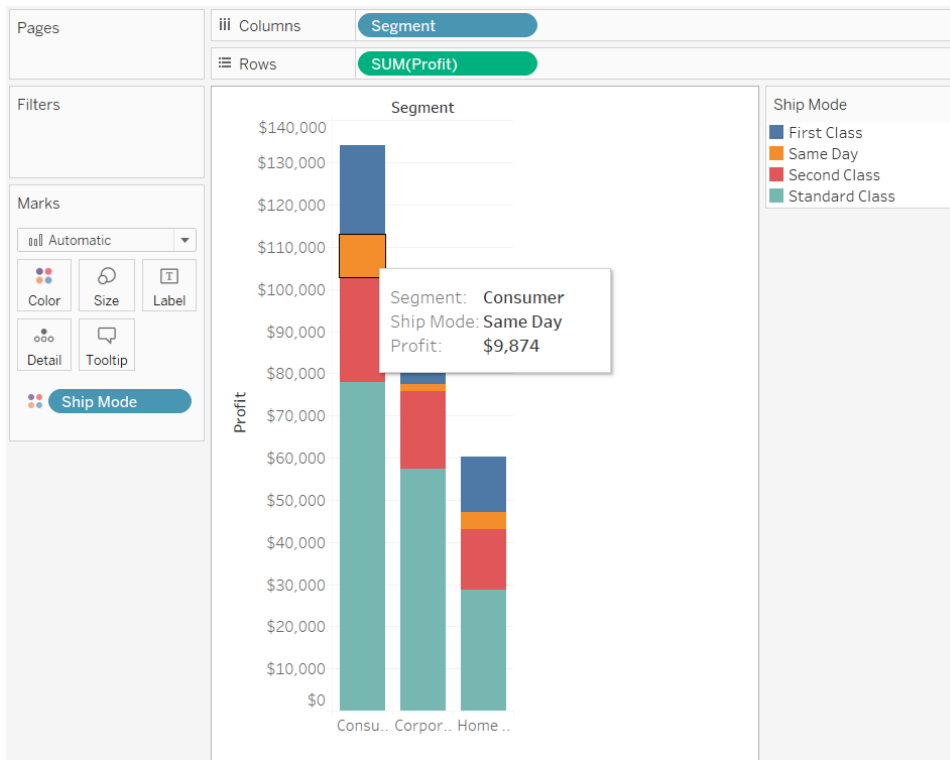 Pages
Columns
Segment
Rows
SUM(Profit)
Filters
Marks
Automatic
Color
Size
Label
Detail
Tooltip
Ship Mode
Segment
$140,000
$130,000
$120,000
$110,000
$100,000
$90,000
$80,000
$70,000
$60,000
$50,000
$40,000
$30,000
$20,000
$10,000
$0
Profit
Segment: Consumer
Ship Mode: Same Day
Profit: $9,874
Consu.. Corpor.. Home ..
Ship Mode
First Class
Same Day
Second Class
Standard Class